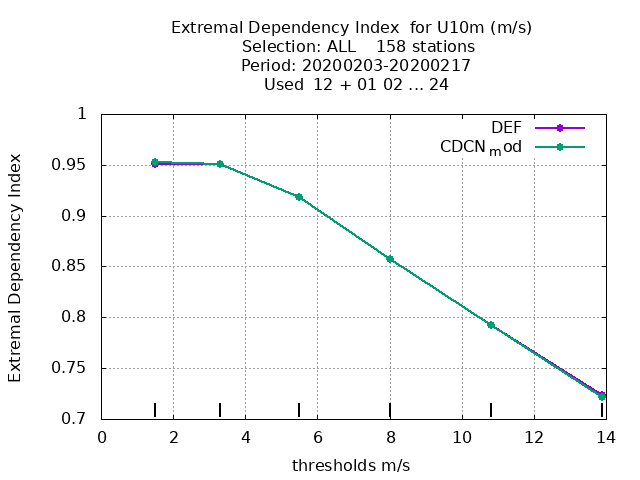 Extremal Dependency Index  for U10m (m/s)
Selection: ALL    158 stations
Period: 20200203-20200217
Used  12 + 01 02 ... 24
DEF
CDCN_mod
Extremal Dependency Index
1
0.95
0.9
0.85
0.8
0.75
0.7
0 2 4 6 8 10 12 14
thresholds m/s